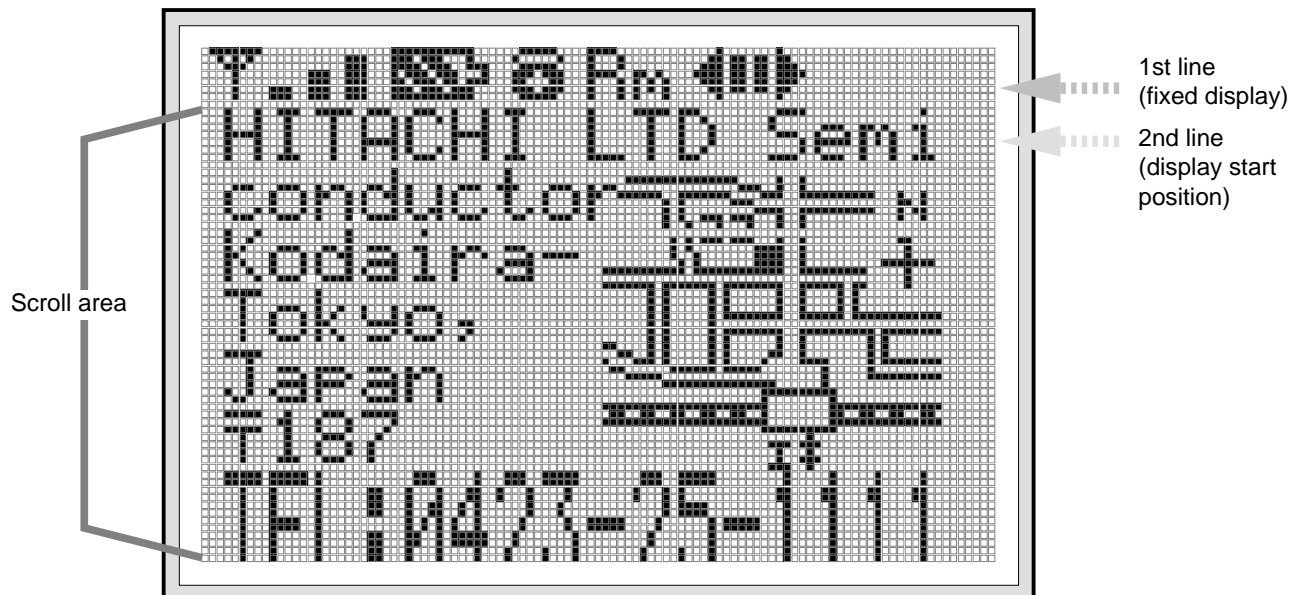 Rm
HITACHI LTD Semi
conductor
Kodaira-
Tokyo,
Japan
〒187
TEL:0423-25-1111
Scroll area
1st line
(fixed display)
2nd line
(display start
position)